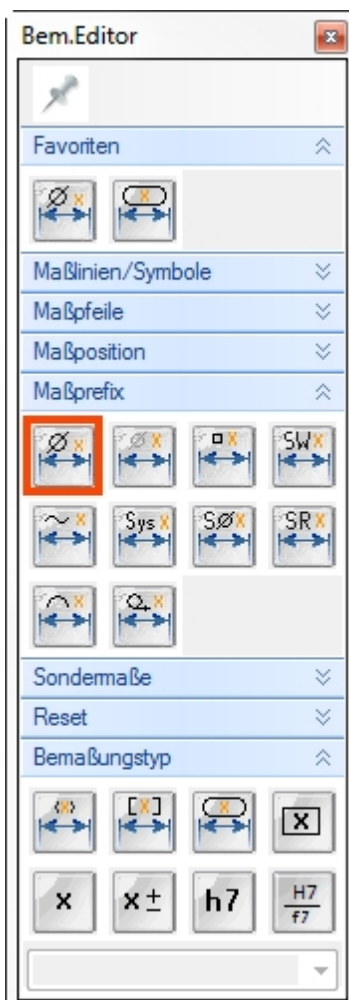 Bem.Editor
Favoriten
Ø x
x
Maßlinien/Symbole
Maßpfeile
Maßposition
Maßprefix
Ø x Ø x □ x SW x
~ x Sys x SØ x SR x
⌒ x x
Sondermaße
Reset
Bemaßungstyp
(x) [X] x x
x x± h7 H7
f7